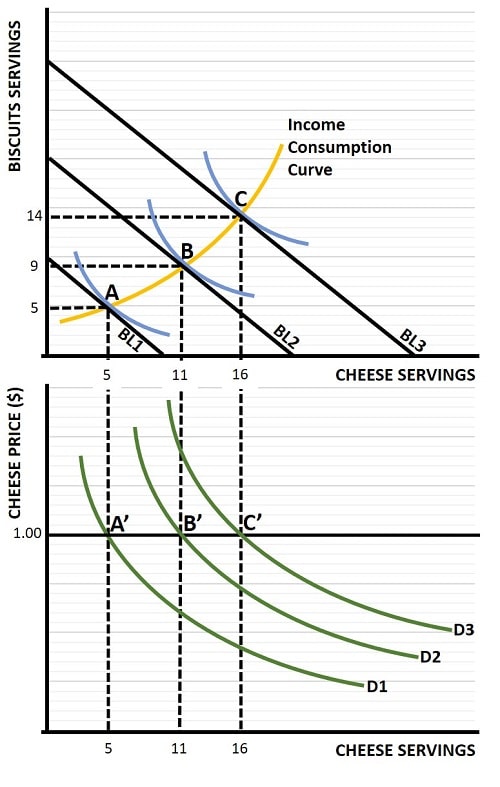 BISCUITS SERVINGS
Income
Consumption
Curve
C
14
B
9
A
5
BL1
BL2
BL3
5
11
16
CHEESE SERVINGS
CHEESE PRICE ($)
1.00
A’
B’
C’
D3
D2
D1
5
11
16
CHEESE SERVINGS